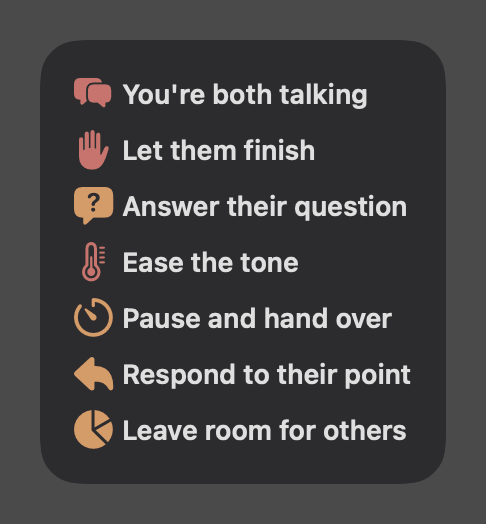 You're both talking
Let them finish
? Answer their question
Ease the tone
Pause and hand over
Respond to their point
Leave room for others